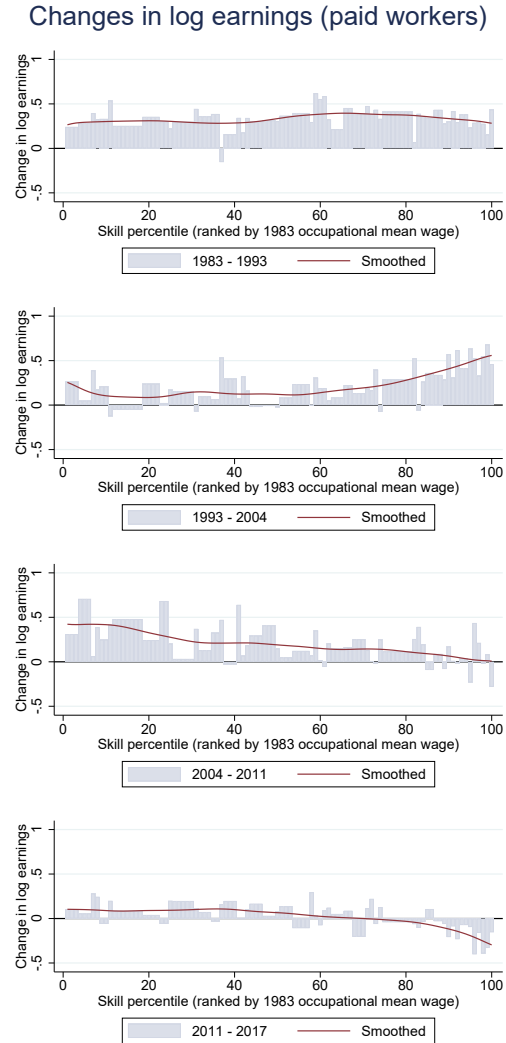 Changes in log earnings (paid workers)
Change in log earnings
1
.5
0
-.5
0 20 40 60 80 100
Skill percentile (ranked by 1983 occupational mean wage)
1983 - 1993 Smoothed
Change in log earnings
1
.5
0
-.5
0 20 40 60 80 100
Skill percentile (ranked by 1983 occupational mean wage)
1993 - 2004 Smoothed
Change in log earnings
1
.5
0
-.5
0 20 40 60 80 100
Skill percentile (ranked by 1983 occupational mean wage)
2004 - 2011 Smoothed
Change in log earnings
1
.5
0
-.5
0 20 40 60 80 100
Skill percentile (ranked by 1983 occupational mean wage)
2011 - 2017 Smoothed